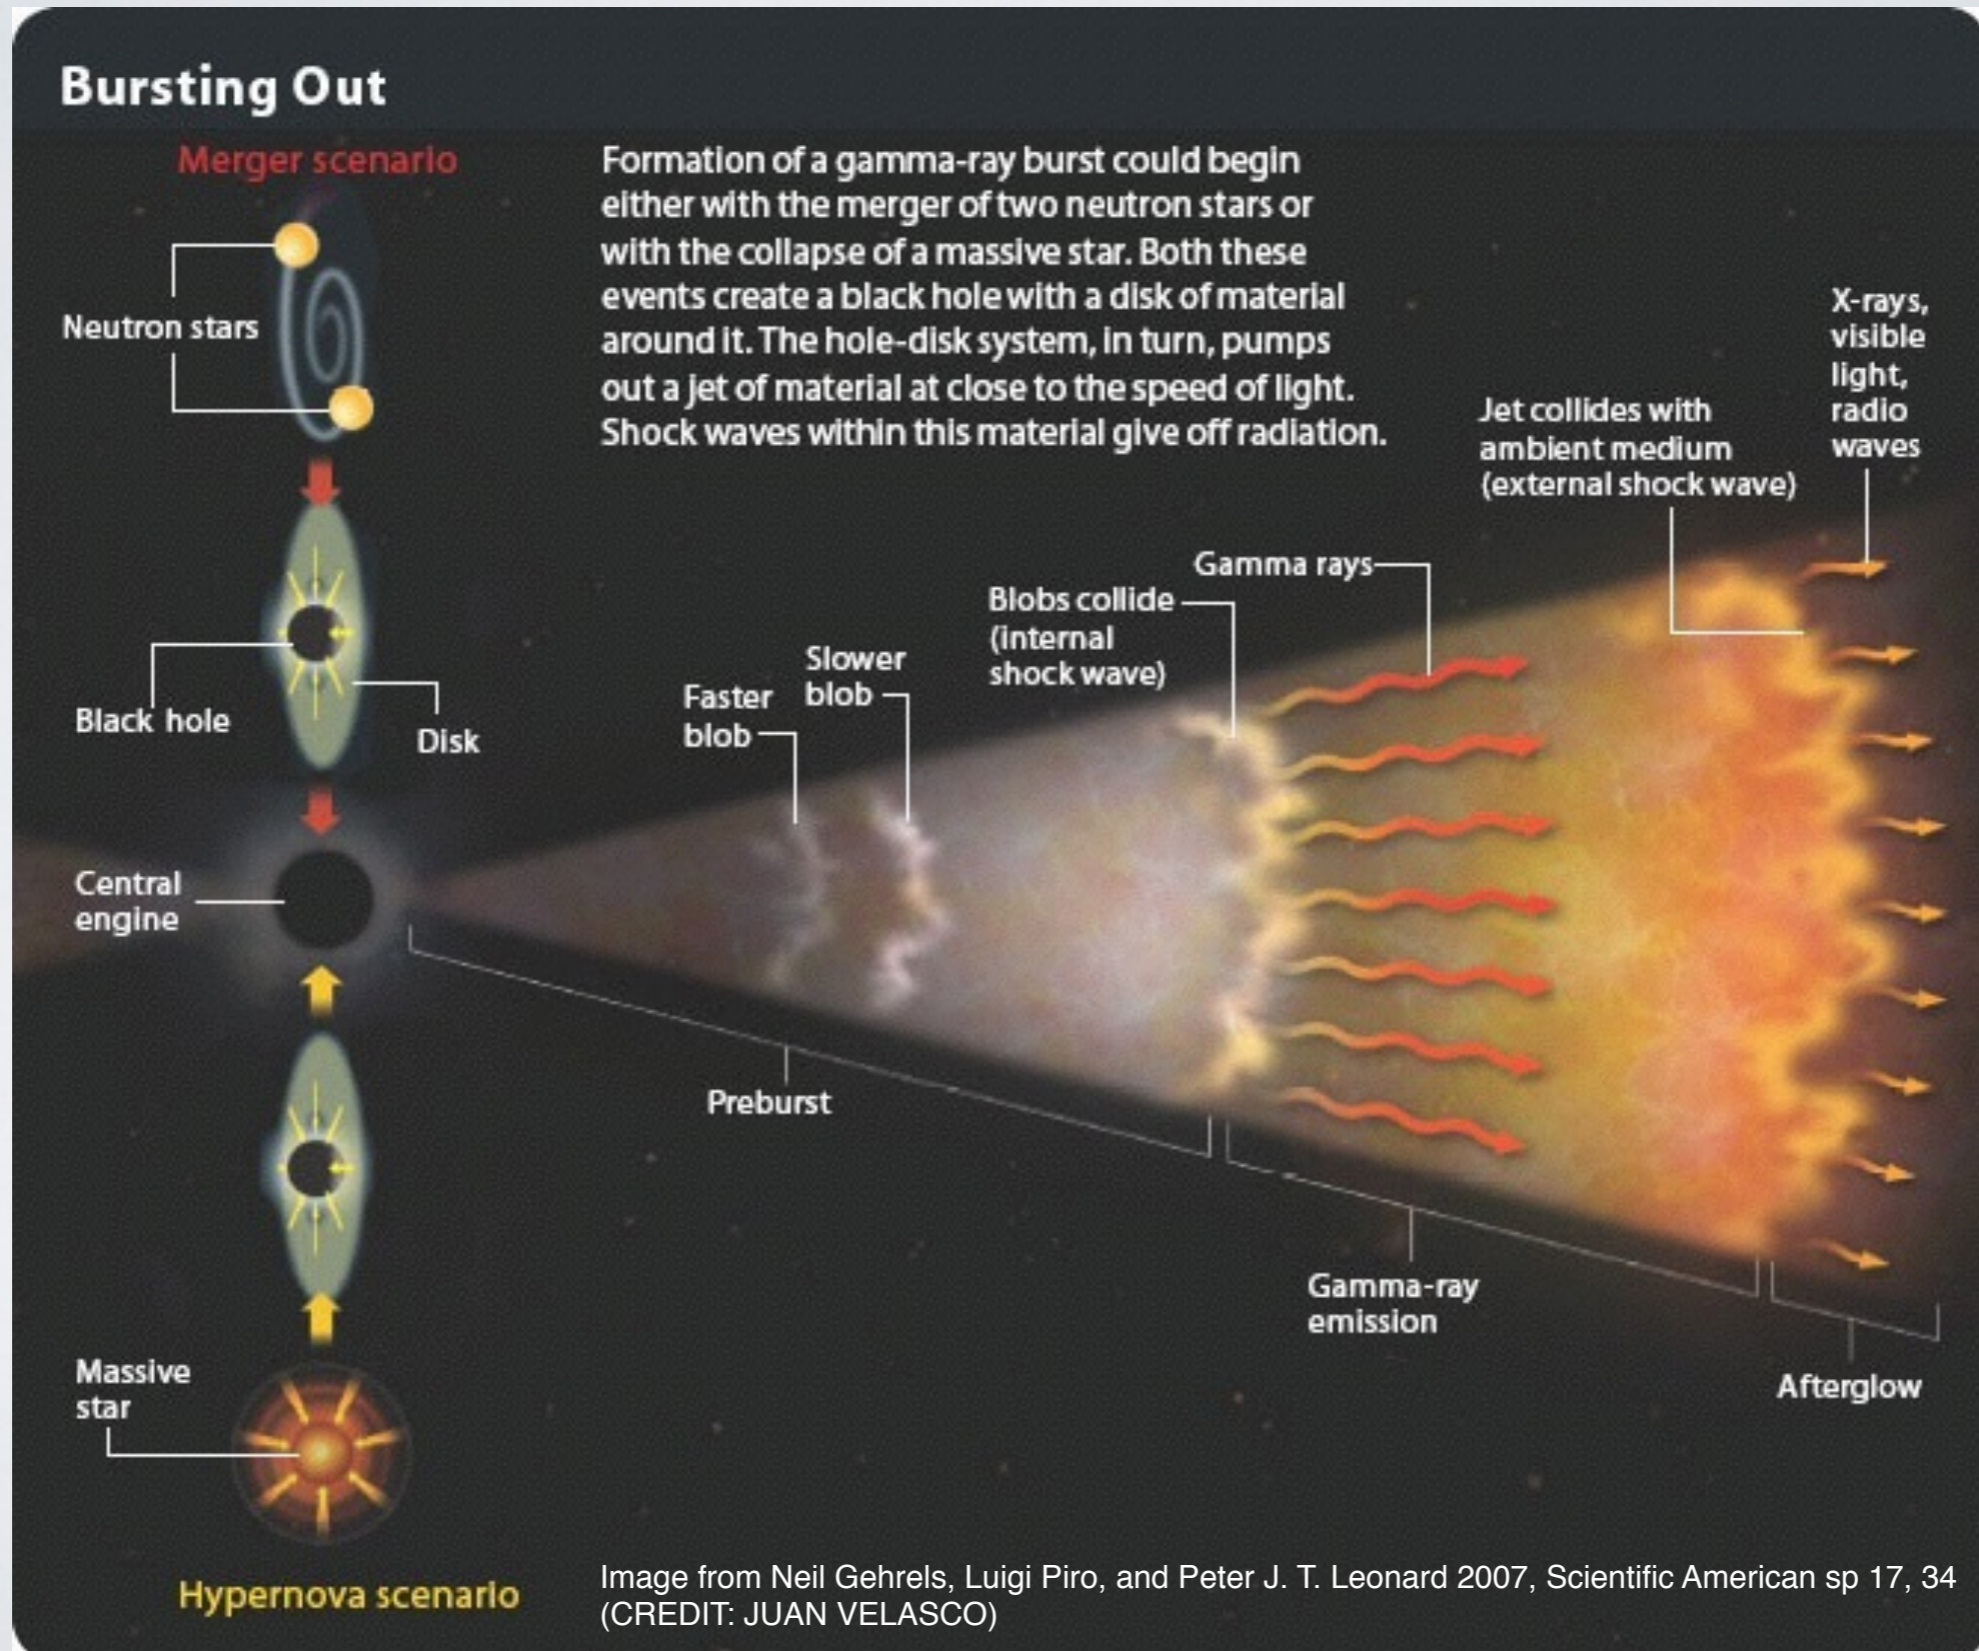 Bursting Out
Merger scenario
Formation of a gamma-ray burst could begin
either with the merger of two neutron stars or
with the collapse of a massive star. Both these
events create a black hole with a disk of material
around it. The hole-disk system, in turn, pumps
out a jet of material at close to the speed of light.
Shock waves within this material give off radiation.
Neutron stars
X-rays,
visible
light,
radio
waves
Jet collides with
ambient medium
(external shock wave)
Gamma rays
Blobs collide
(internal
shock wave)
Slower
blob
Faster
blob
Black hole
Disk
Central
engine
Preburst
Gamma-ray
emission
Afterglow
Massive
star
Hypernova scenario
Image from Neil Gehrels, Luigi Piro, and Peter J. T. Leonard 2007, Scientific American sp 17, 34
(CREDIT: JUAN VELASCO)